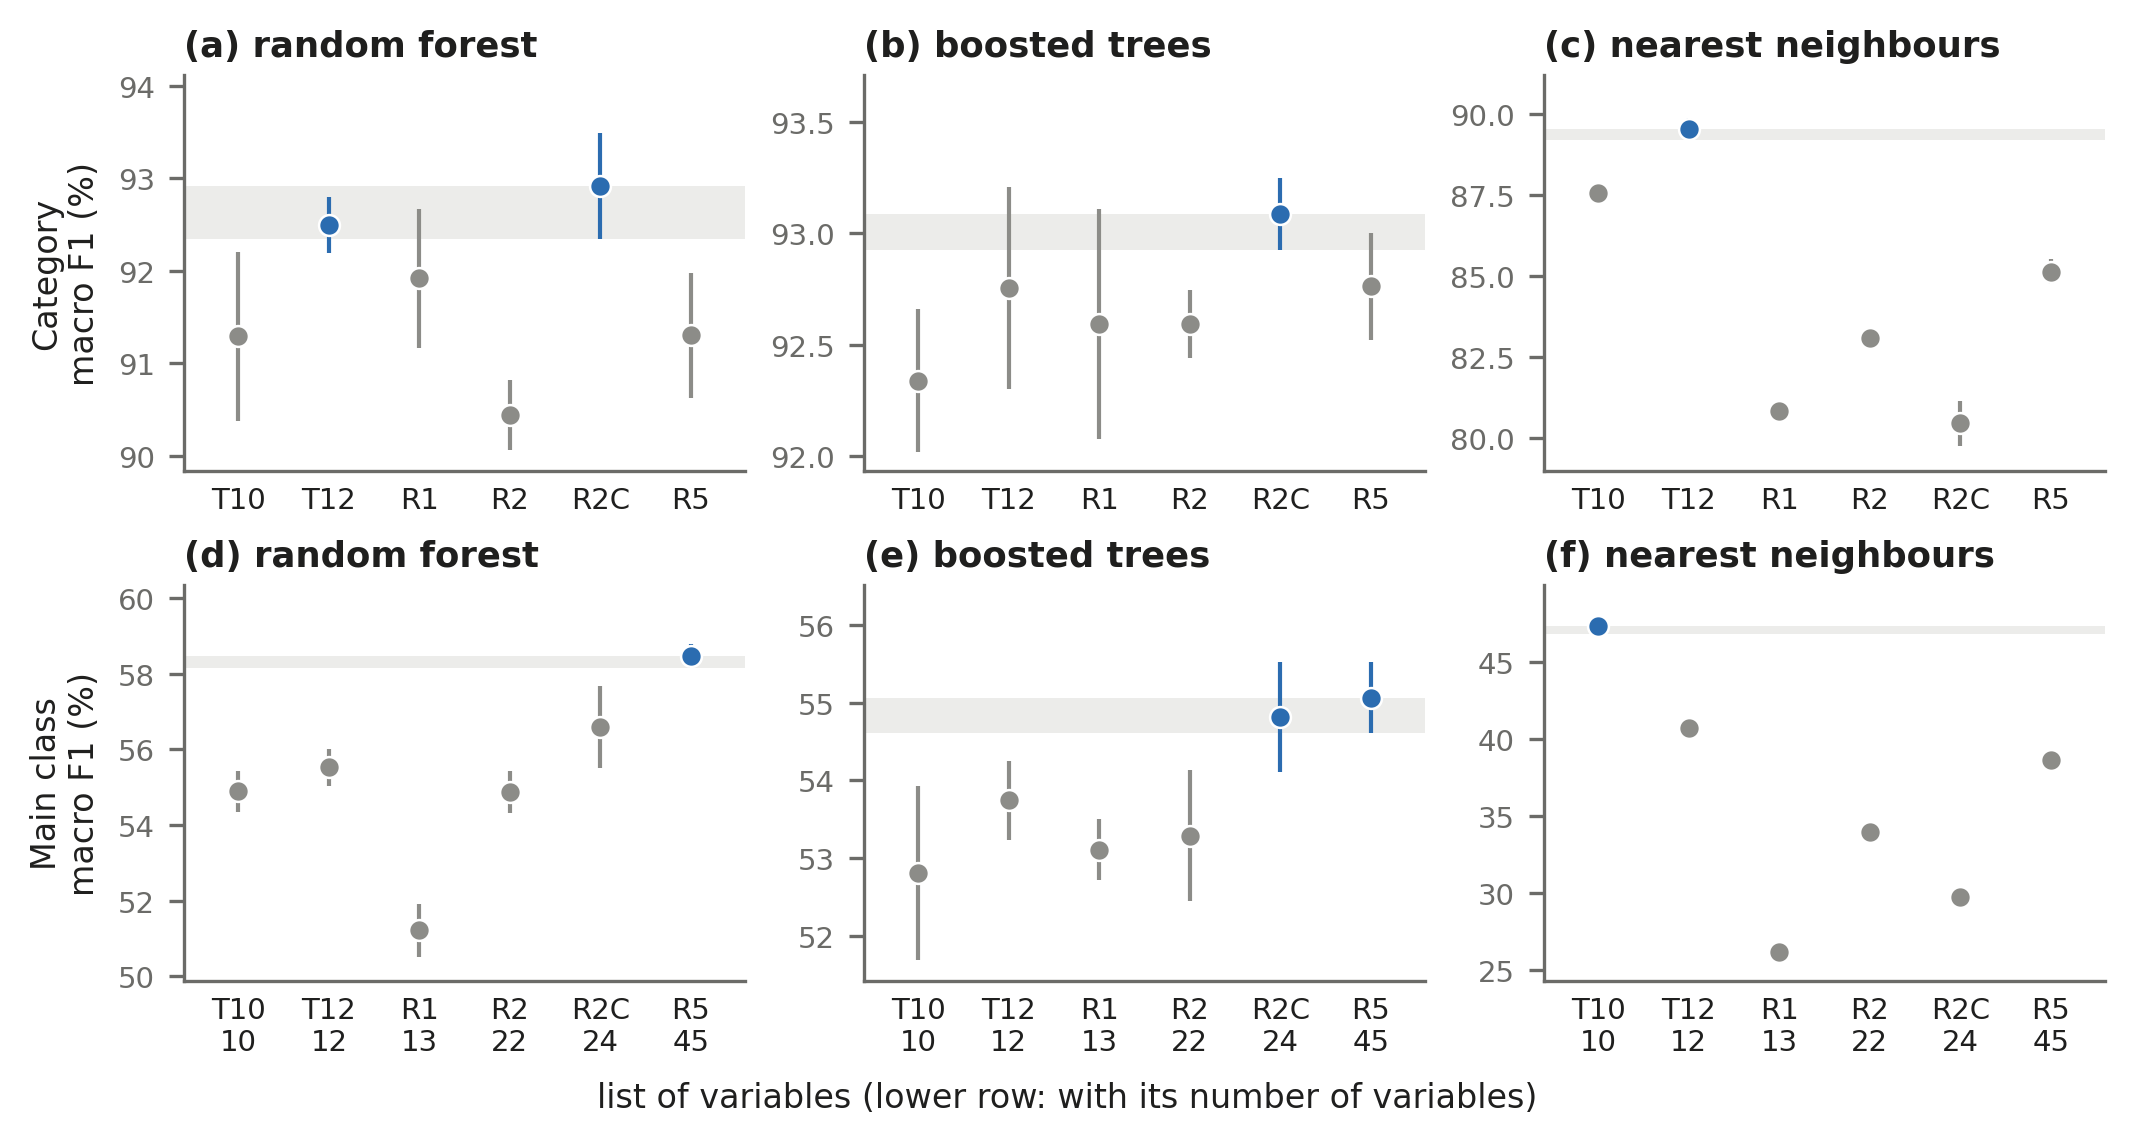 (a) random forest
(b) boosted trees
(c) nearest neighbours
Category
macro F1 (%)
94
93
92
91
90
93.5
93.0
92.5
92.0
90.0
87.5
85.0
82.5
80.0
T10 T12 R1 R2 R2C R5
T10 T12 R1 R2 R2C R5
T10 T12 R1 R2 R2C R5
(d) random forest
(e) boosted trees
(f) nearest neighbours
Main class
macro F1 (%)
60
58
56
54
52
50
56
55
54
53
52
45
40
35
30
25
T10 T12 R1 R2 R2C R5
10 12 13 22 24 45
T10 T12 R1 R2 R2C R5
10 12 13 22 24 45
T10 T12 R1 R2 R2C R5
10 12 13 22 24 45
list of variables (lower row: with its number of variables)